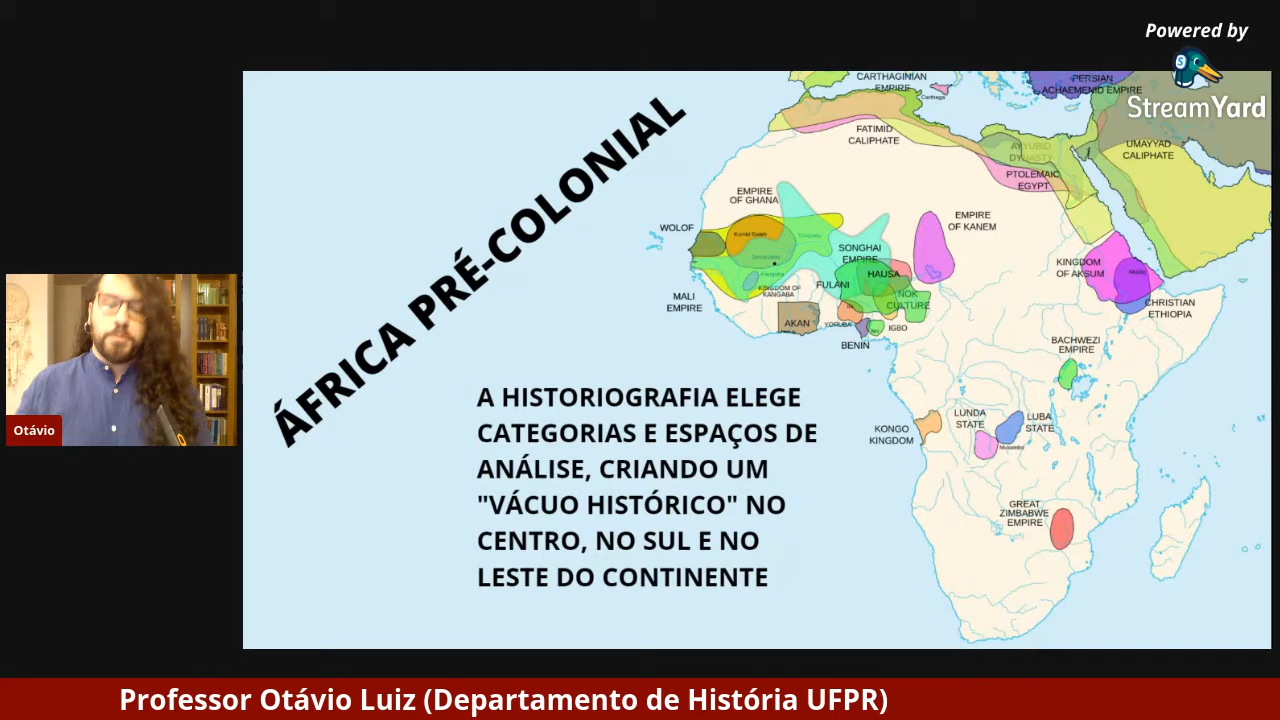 Powered by
StreamYard
ÁFRICA PRÉ-COLONIAL
CARTHAGINIAN
EMPIRE
Carthage
PERSIAN
ACHAEMENID EMPIRE
FATIMID
CALIPHATE
AYYUBID
DYNASTY
UMAYYAD
CALIPHATE
PTOLEMAIC
EGYPT
EMPIRE
OF GHANA
WOLOF
Kumbi Saleh
EMPIRE
OF KANEM
SONGHAI
EMPIRE
HAUSA
KINGDOM
OF AKSUM
FULANI
KINGDOM OF
KANGABA
NOK
CULTURE
MALI
EMPIRE
CHRISTIAN
ETHIOPIA
AKAN
YORUBA
IGBO
BENIN
BACHWEZI
EMPIRE
A HISTORIOGRAFIA ELEGE
CATEGORIAS E ESPAÇOS DE
ANÁLISE, CRIANDO UM
"VÁCUO HISTÓRICO" NO
CENTRO, NO SUL E NO
LESTE DO CONTINENTE
KONGO
KINGDOM
LUNDA
STATE
LUBA
STATE
Mussumba
GREAT
ZIMBABWE
EMPIRE
Otávio
Professor Otávio Luiz (Departamento de História UFPR)